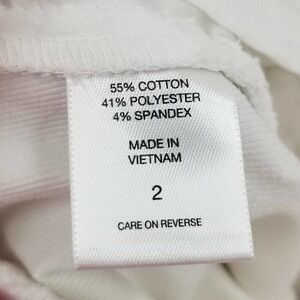 55% COTTON
41% POLYESTER
4% SPANDEX
MADE IN
VIETNAM
2
CARE ON REVERSE